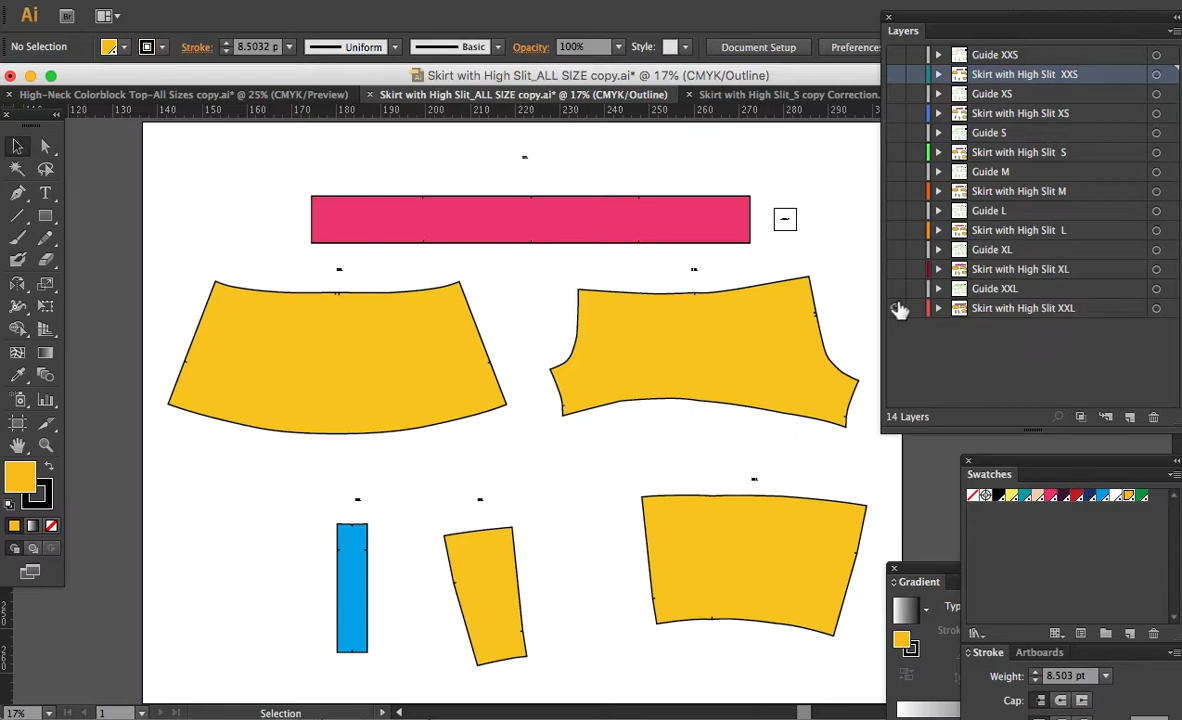 Ai Br
No Selection Stroke: 8.5032 p Uniform Basic Opacity: 100% Style: Document Setup Preference
Skirt with High Slit_ALL SIZE copy.ai* @ 17% (CMYK/Outline)
High-Neck Colorblock Top-All Sizes copy.ai* @ 25% (CMYK/Preview) Skirt with High Slit_ALL SIZE copy.ai* @ 17% (CMYK/Outline) Skirt with High Slit_S copy Correction.
120 130 140 150 160 170 180 190 200 210 220 230 240 250 260 270 280 290
Layers
Guide XXS
Skirt with High Slit XXS
Guide XS
Skirt with High Slit XS
Guide S
Skirt with High Slit S
Guide M
Skirt with High Slit M
Guide L
Skirt with High Slit L
Guide XL
Skirt with High Slit XL
Guide XXL
Skirt with High Slit XXL
14 Layers
Swatches
Gradient
Typ
Strok
Stroke Artboards
Weight: 8.503 pt
Cap:
17% 1 Selection